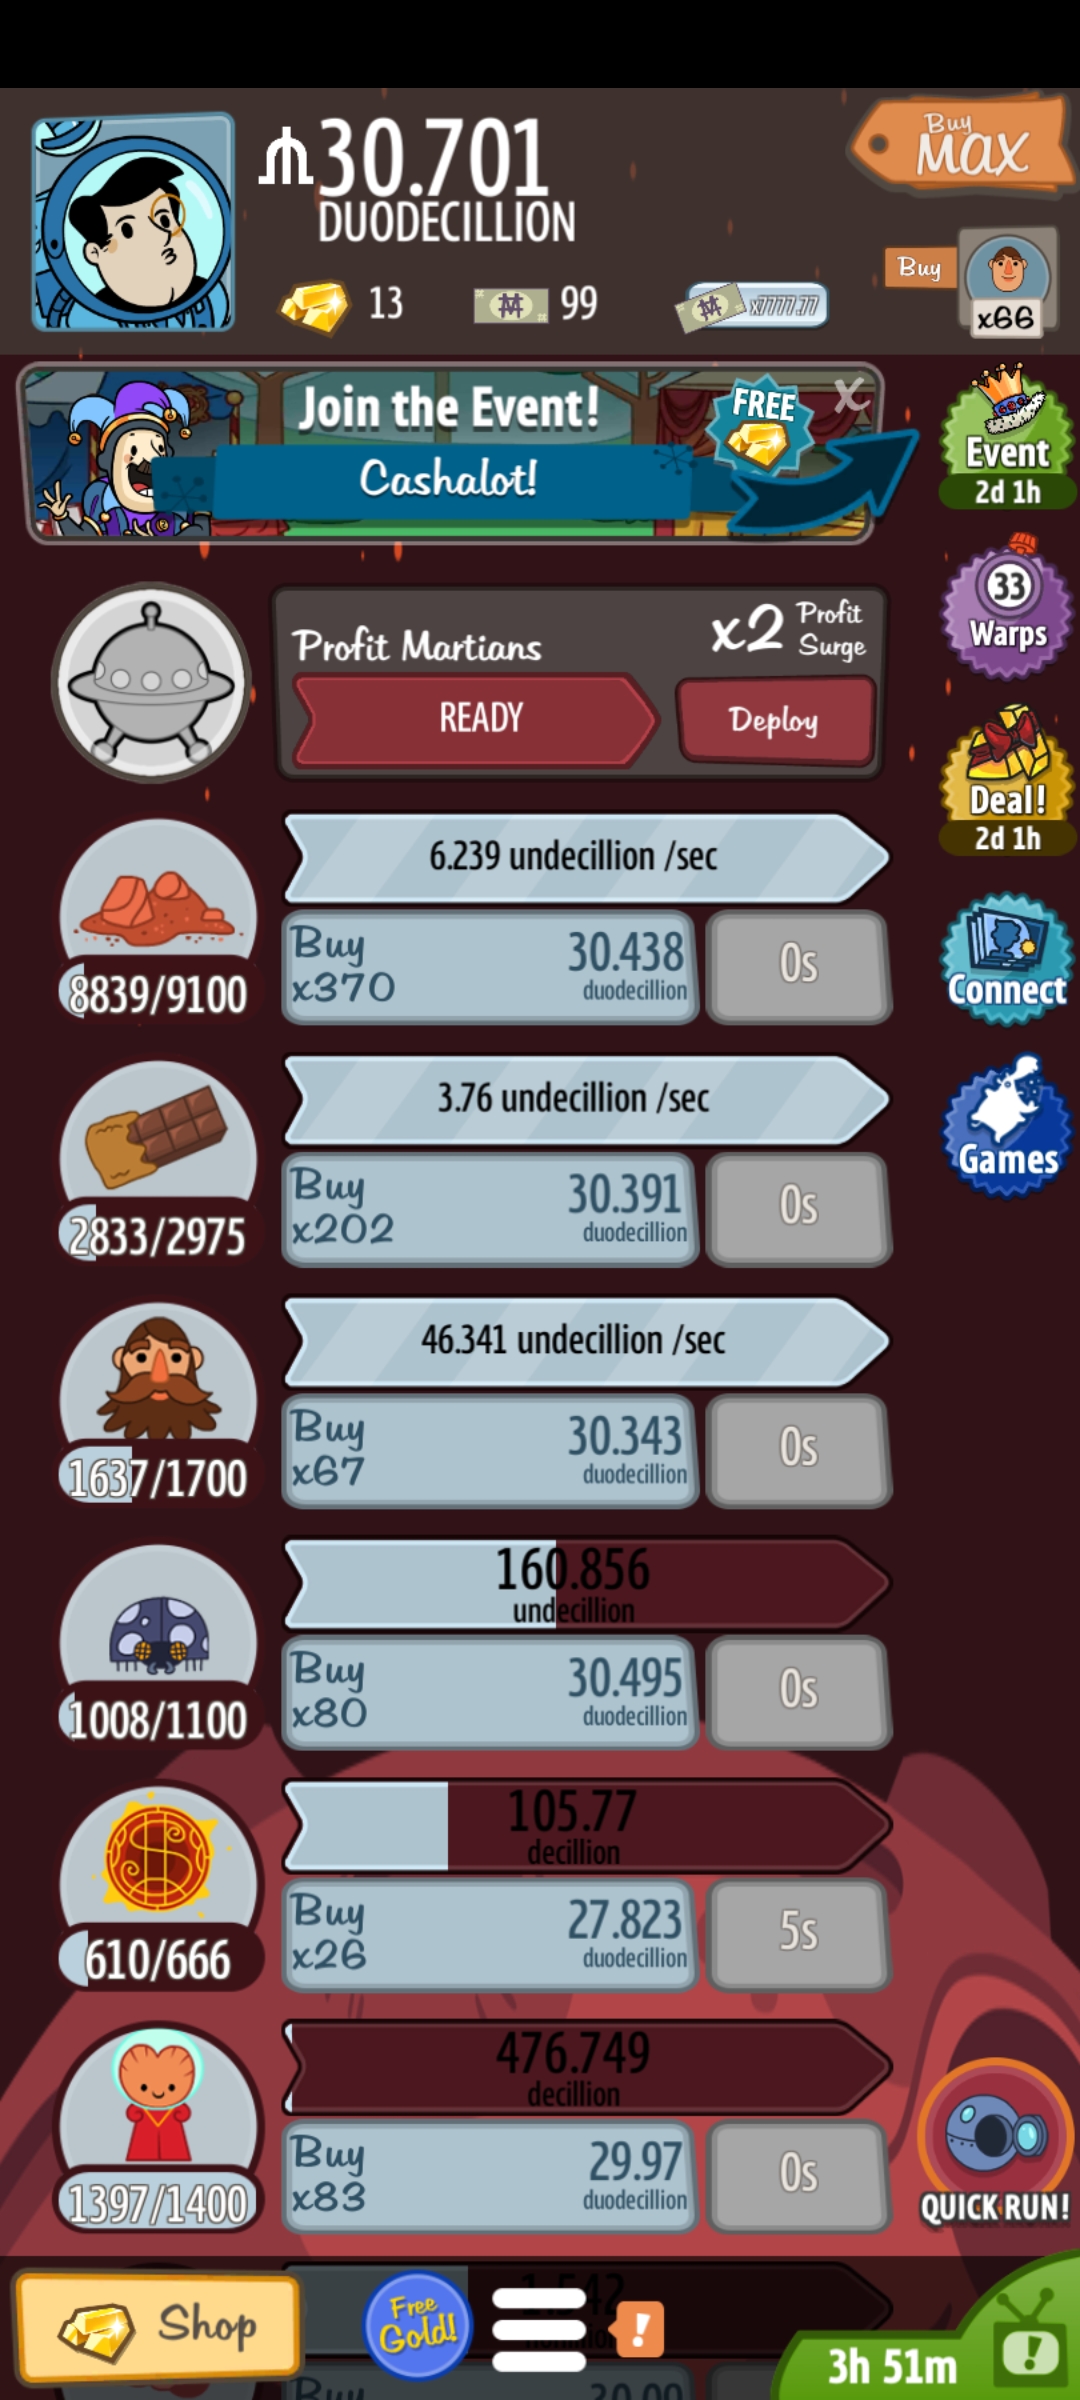 30.701
DUODECILLION
Buy
MAX
13
99
x7777.77
Buy
x66
Join the Event!
Cashalot!
FREE
X
Event
2d 1h
33
Warps
Profit Martians
x2 Profit Surge
READY
Deploy
Deal!
2d 1h
6.239 undecillion /sec
8839/9100
Buy
x370
30.438
duodecillion
0s
Connect
3.76 undecillion /sec
2833/2975
Buy
x202
30.391
duodecillion
0s
Games
46.341 undecillion /sec
1637/1700
Buy
x67
30.343
duodecillion
0s
160.856
undecillion
1008/1100
Buy
x80
30.495
duodecillion
0s
105.77
decillion
610/666
Buy
x26
27.823
duodecillion
5s
476.749
decillion
1397/1400
Buy
x83
29.97
duodecillion
0s
QUICK RUN!
Shop
Free
Gold!
!
3h 51m
!
Buy